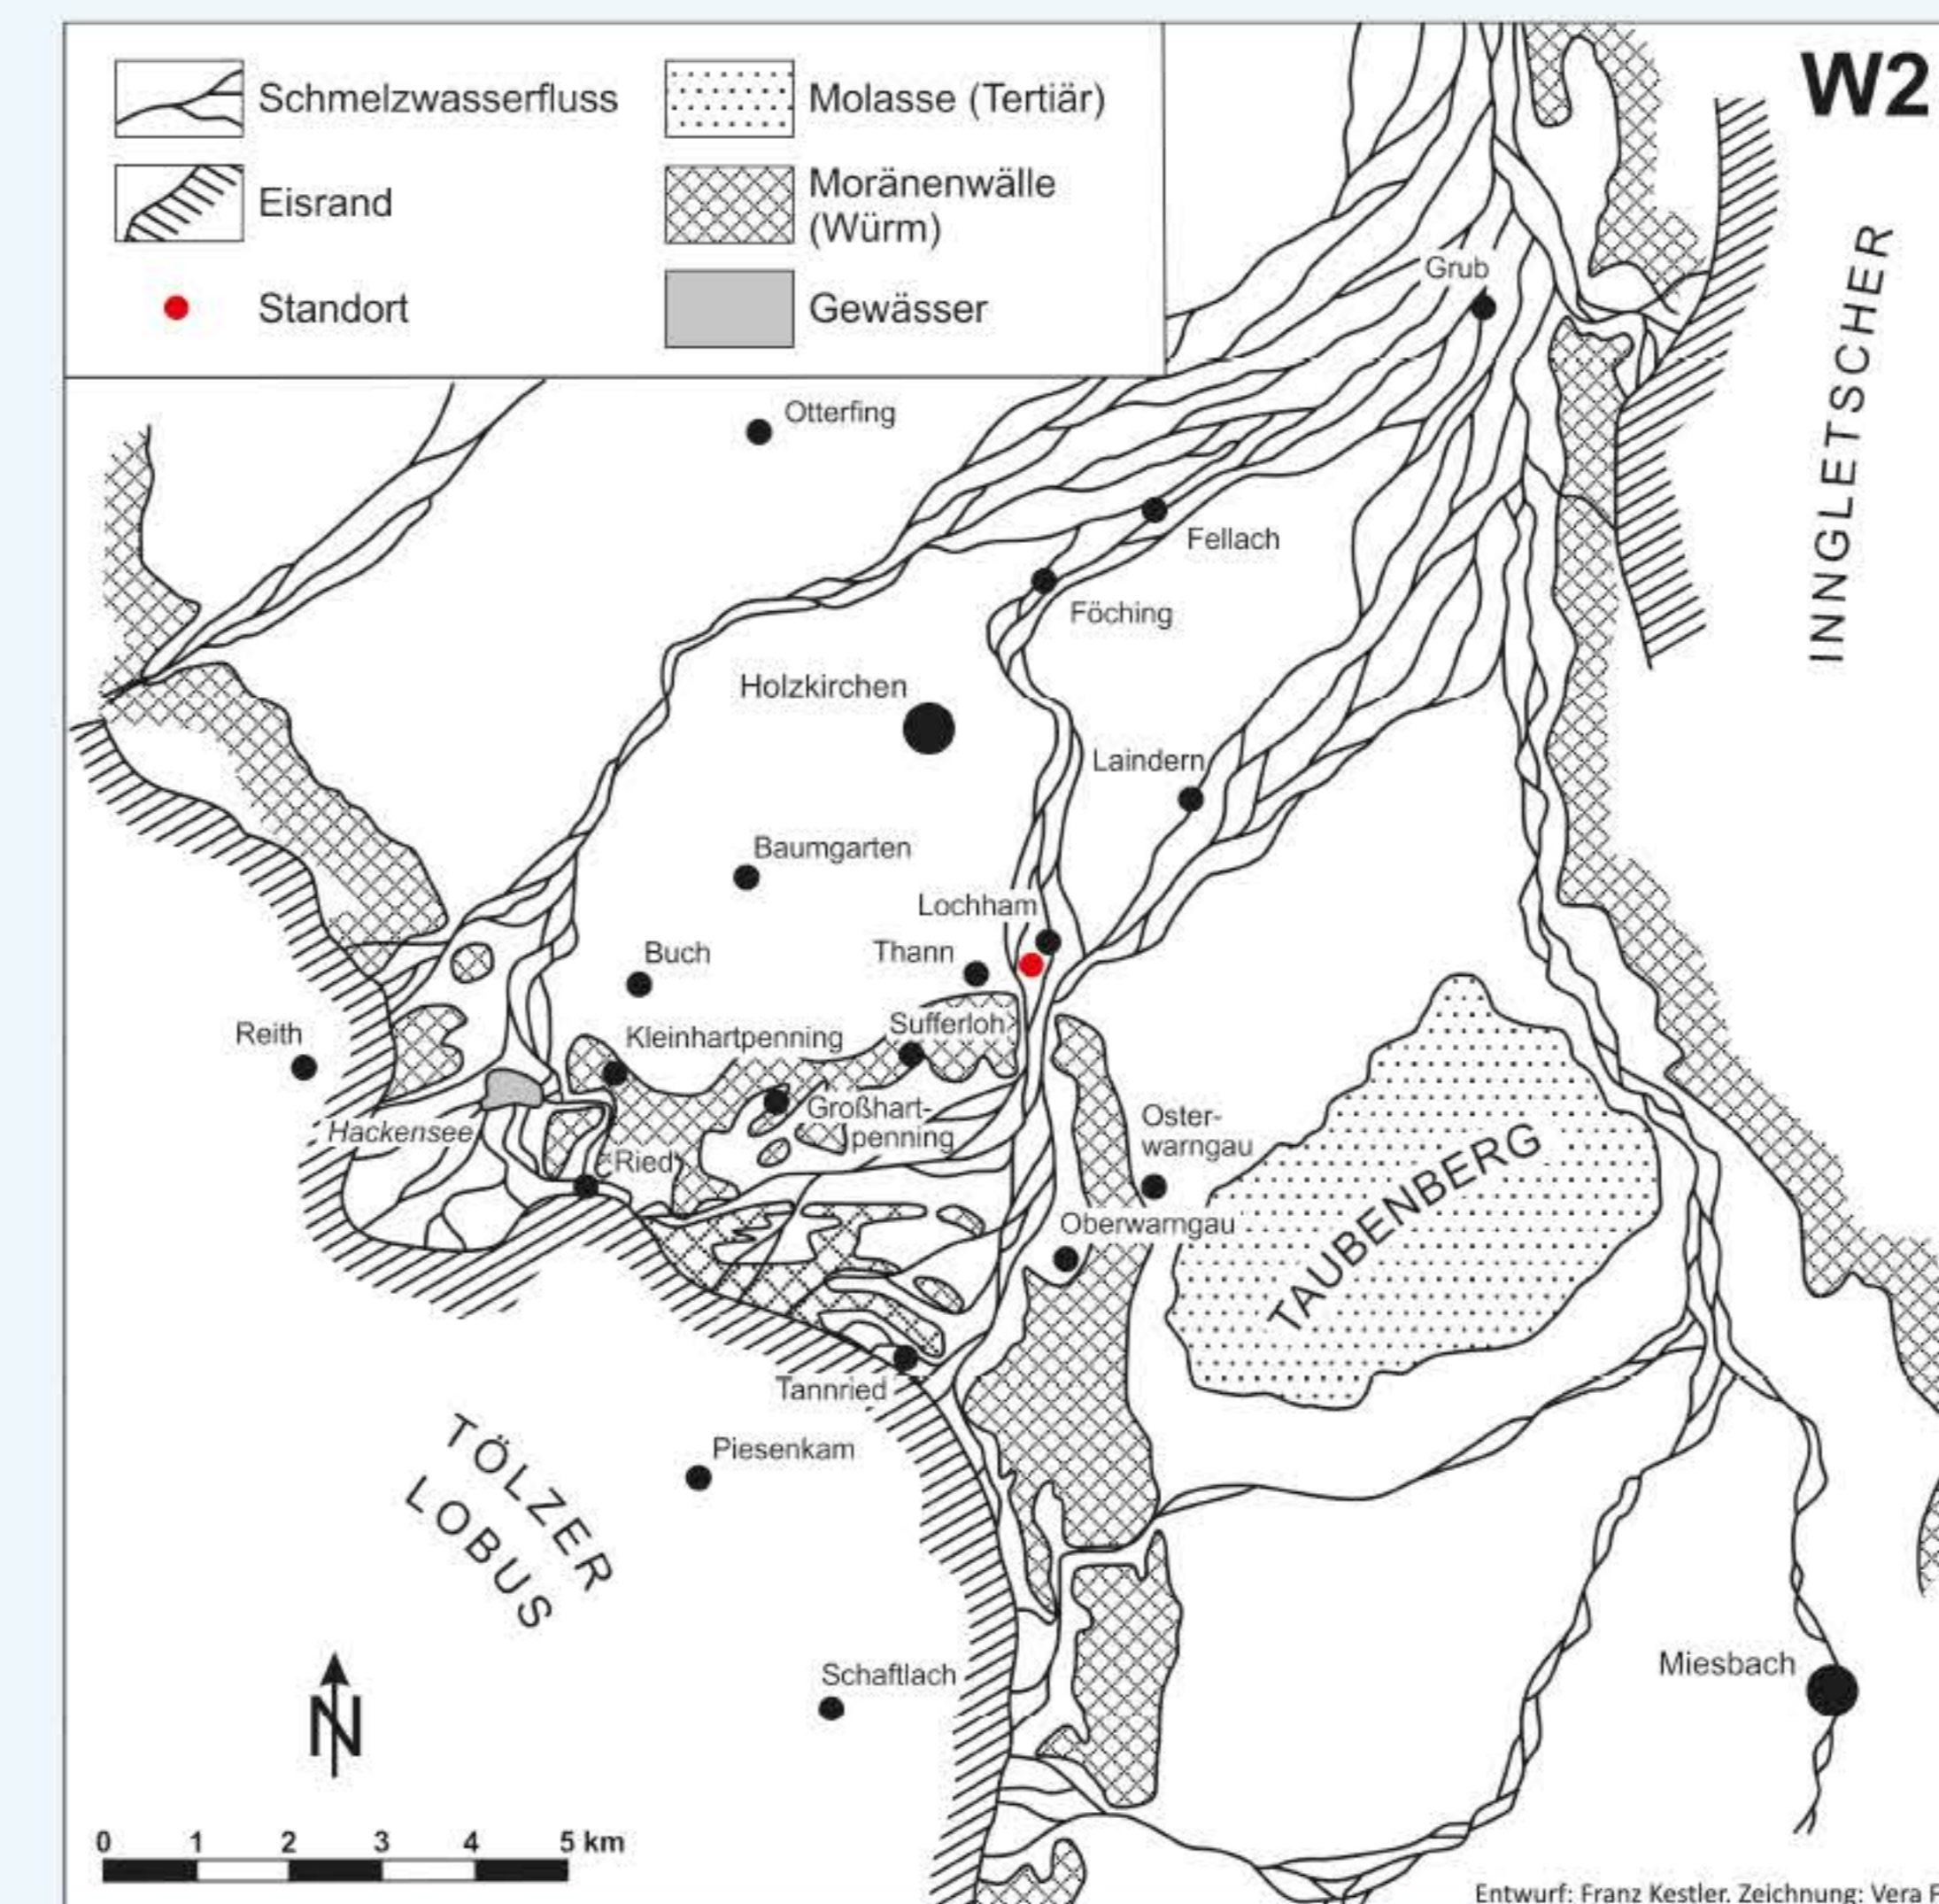 W2
Schmelzwasserfluss
Eisrand
Standort
Molasse (Tertiär)
Moränenwälle
(Würm)
Gewässer
Grub
INNGLETSCHER
Otterfing
Fellach
Föching
Holzkirchen
Laindern
Baumgarten
Lochham
Buch
Thann
Reith
Kleinhartpenning
Sufferloh
Großhart-
penning
Hackensee
Ried
Oster-
warngau
Oberwarngau
TAUBENBERG
Tannried
Piesenkam
TÖLZER
LOBUS
Schaftlach
Miesbach
N
0 1 2 3 4 5 km
Entwurf: Franz Kestler. Zeichnung: Vera